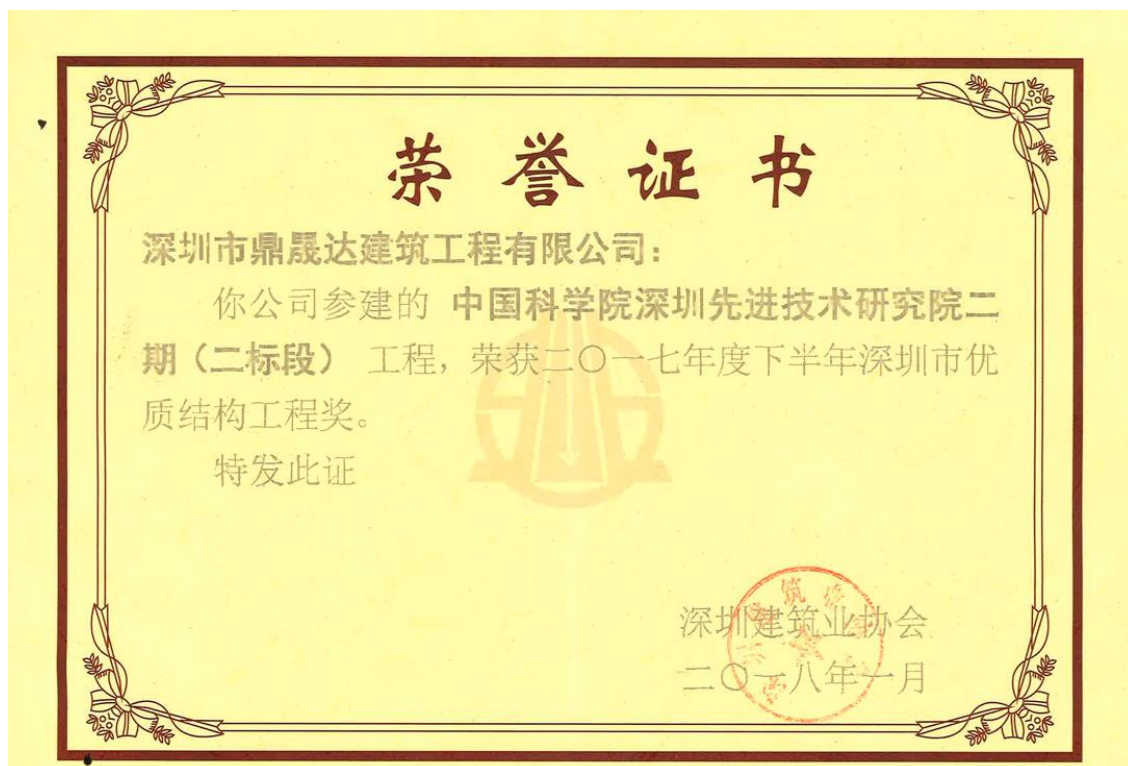 荣誉证书
深圳市鼎晟达建筑工程有限公司：
你公司参建的 中国科学院深圳先进技术研究院二
期（二标段） 工程，荣获二〇一七年度下半年深圳市优
质结构工程奖。
特发此证
深圳建筑业协会
二〇一八年一月